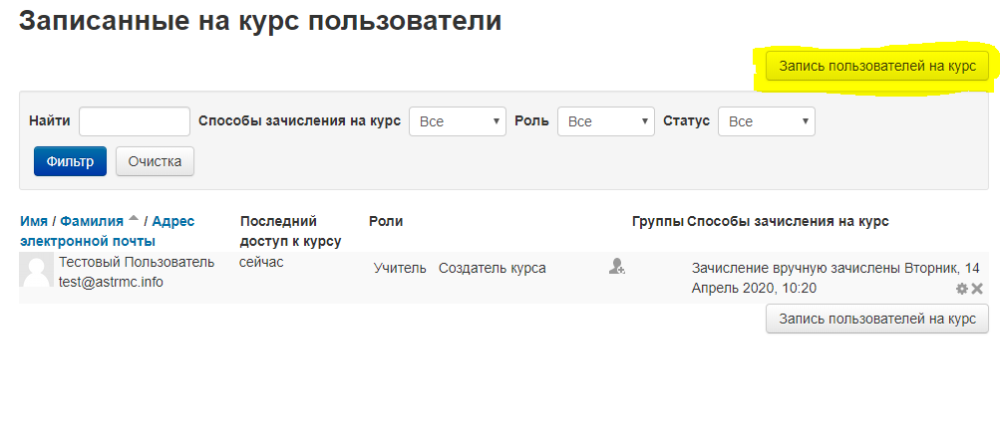 Записанные на курс пользователи
Запись пользователей на курс
Найти Способы зачисления на курс Все Роль Все Статус Все
Фильтр Очистка
Имя / Фамилия / Адрес электронной почты Последний доступ к курсу Роли Группы Способы зачисления на курс
Тестовый Пользователь сейчас Учитель Создатель курса Зачисление вручную зачислены Вторник, 14
test@astrmc.info Апрель 2020, 10:20
Запись пользователей на курс